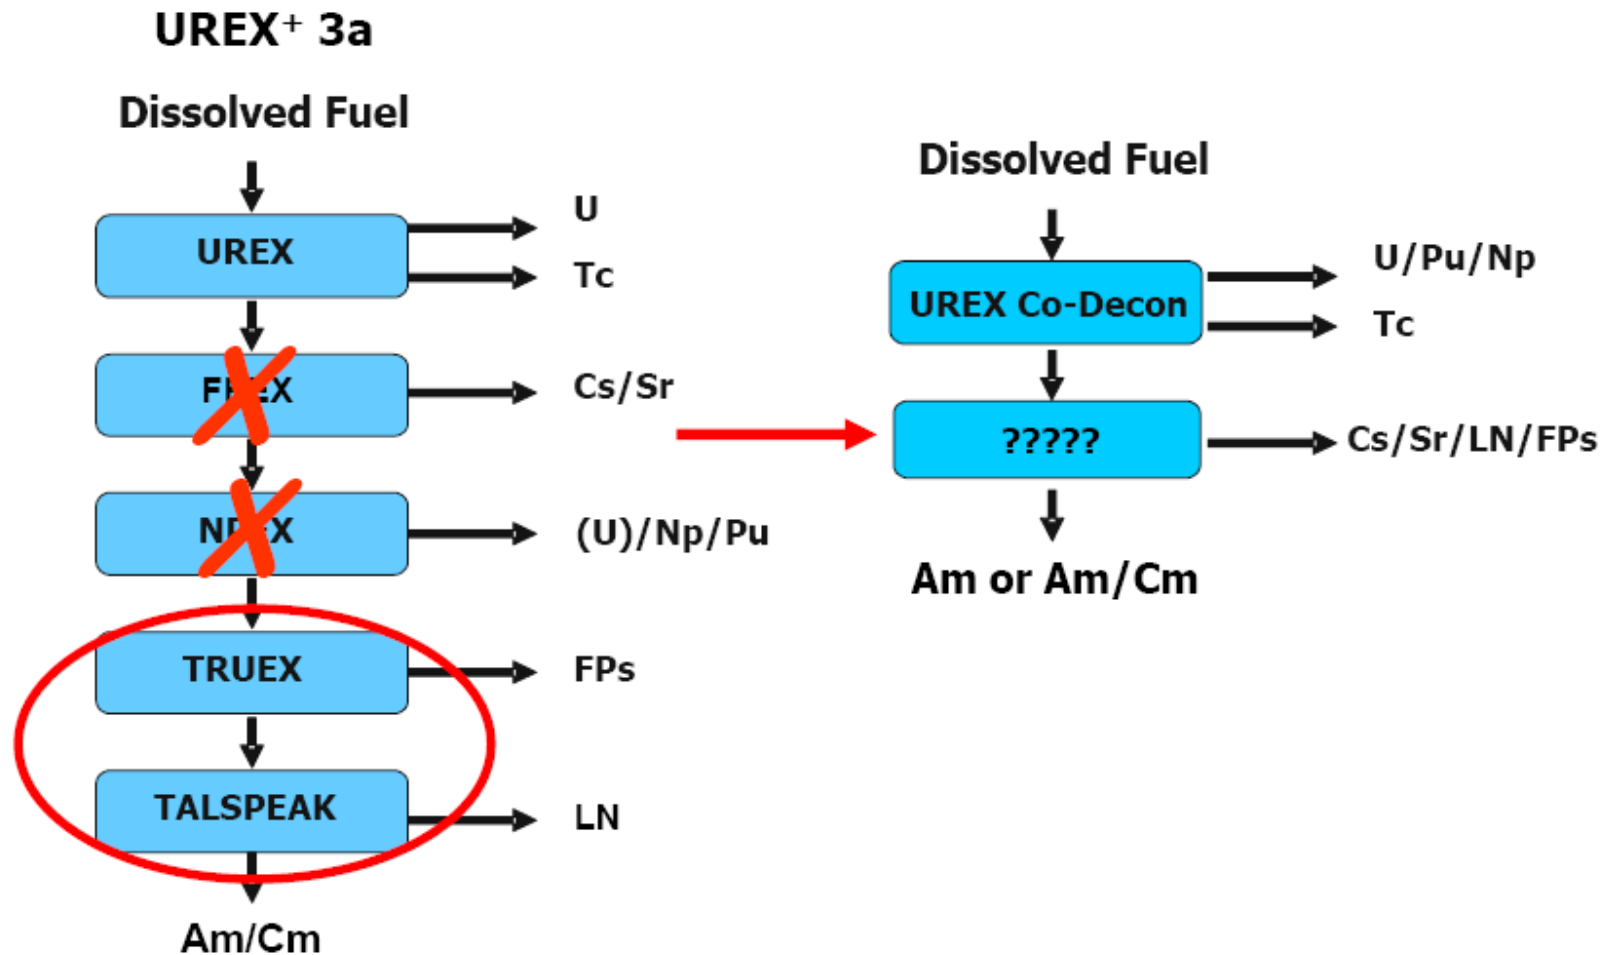 UREX+ 3a
Dissolved Fuel
UREX
U
Tc
Cs/Sr
(U)/Np/Pu
TRUEX
FPs
TALSPEAK
LN
Am/Cm
Dissolved Fuel
UREX Co-Decon
U/Pu/Np
Tc
?????
Cs/Sr/LN/FPs
Am or Am/Cm